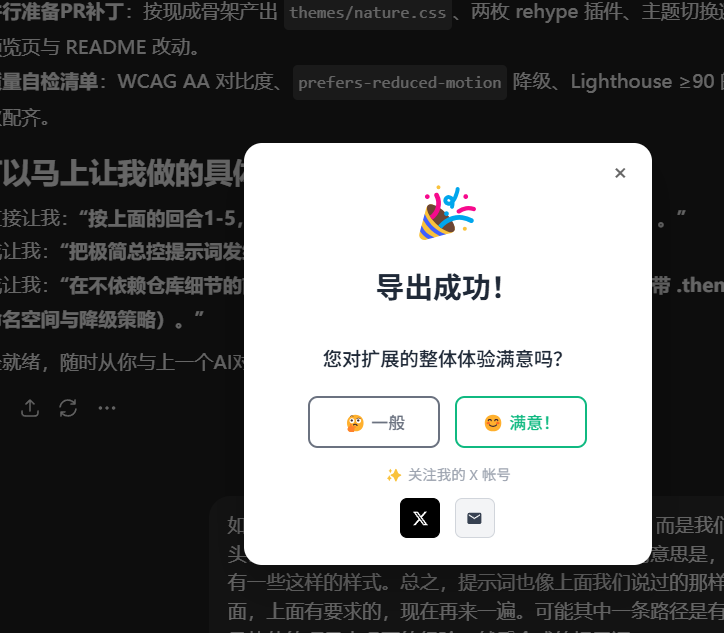 行准备PR补丁：按现成骨架产出 themes/nature.css、两枚 rehype 插件、主题切换
览页与 README 改动。
量自检清单：WCAG AA 对比度、prefers-reduced-motion 降级、Lighthouse ≥90
配齐。
以马上让我做的具体
接让我：“按上面的回合1-5,
。”
让我：“把极简总控提示词发
让我：“在不依赖仓库细节的
带 .them
名空间与降级策略）。”
就绪，随时从你与上一个AI对
×
导出成功！
您对扩展的整体体验满意吗？
一般
满意！
关注我的 X 帐号
如
而是我们
头
意思是，
有一些这样的样式。总之，提示词也像上面我们说过的那样
面，上面有要求的，现在再来一遍。可能其中一条路径是有